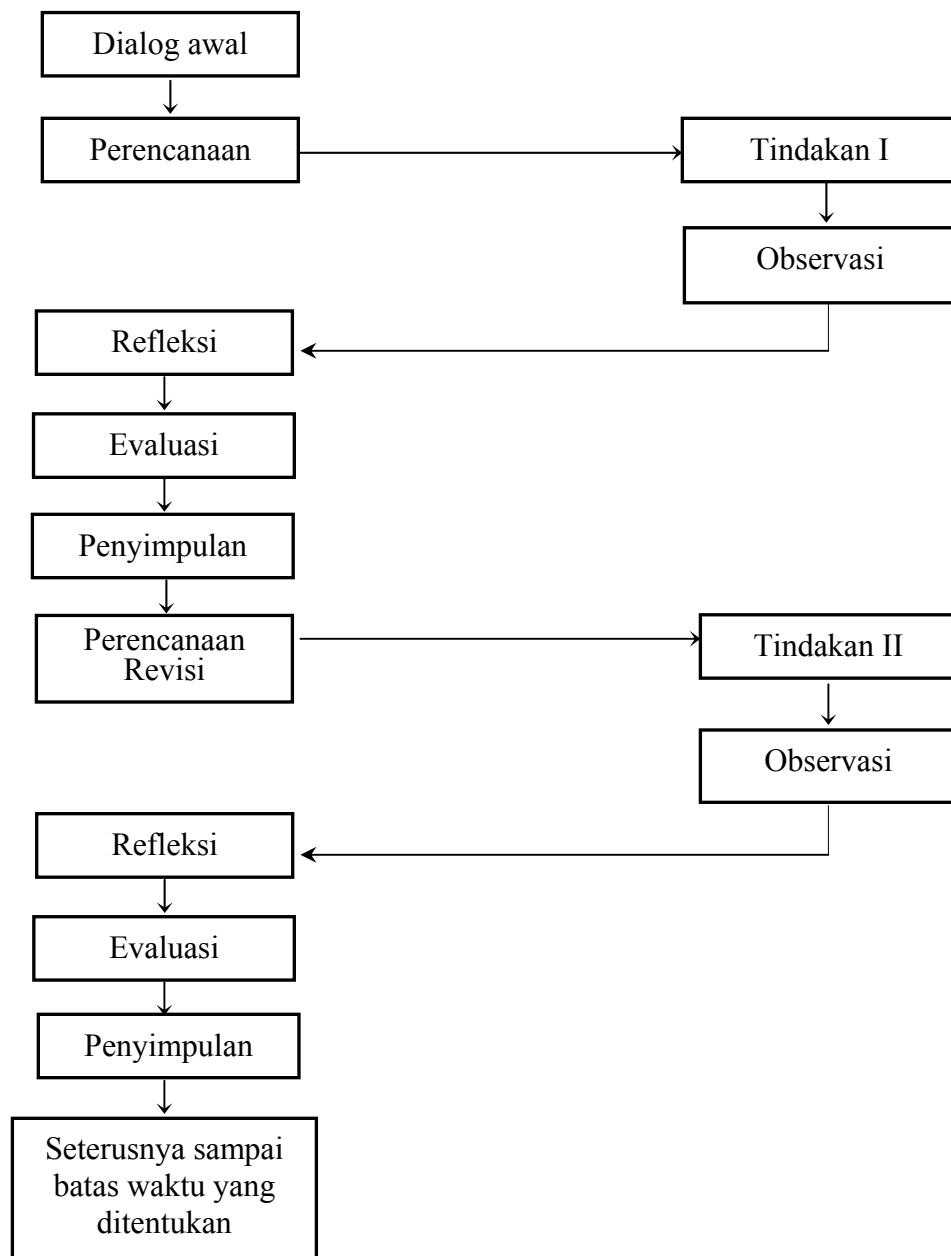 Dialog awal
Perencanaan
Tindakan I
Observasi
Refleksi
Evaluasi
Penyimpulan
Perencanaan
Revisi
Tindakan II
Observasi
Refleksi
Evaluasi
Penyimpulan
Seterusnya sampai
batas waktu yang
ditentukan